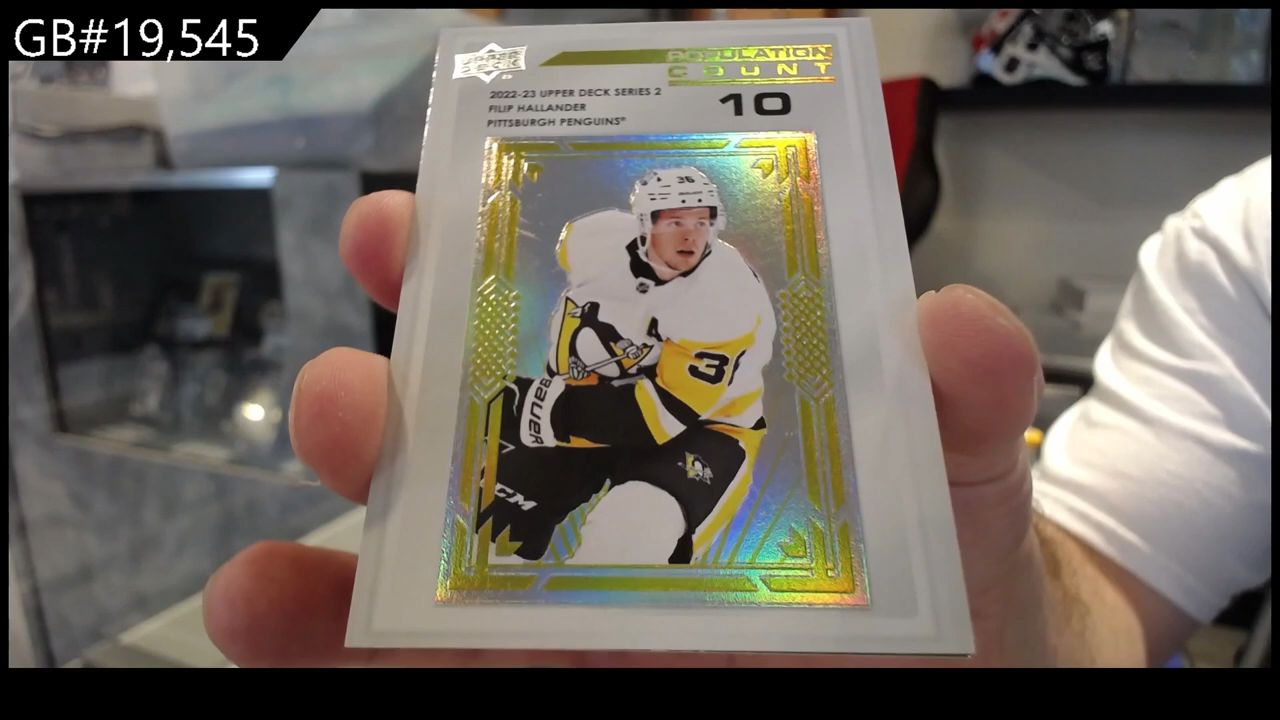 GB#19,545
UPPER DECK
POPULATION
COUNT
10
2022-23 UPPER DECK SERIES 2
FILIP HALLANDER
PITTSBURGH PENGUINS®
36
BAUER
CCM